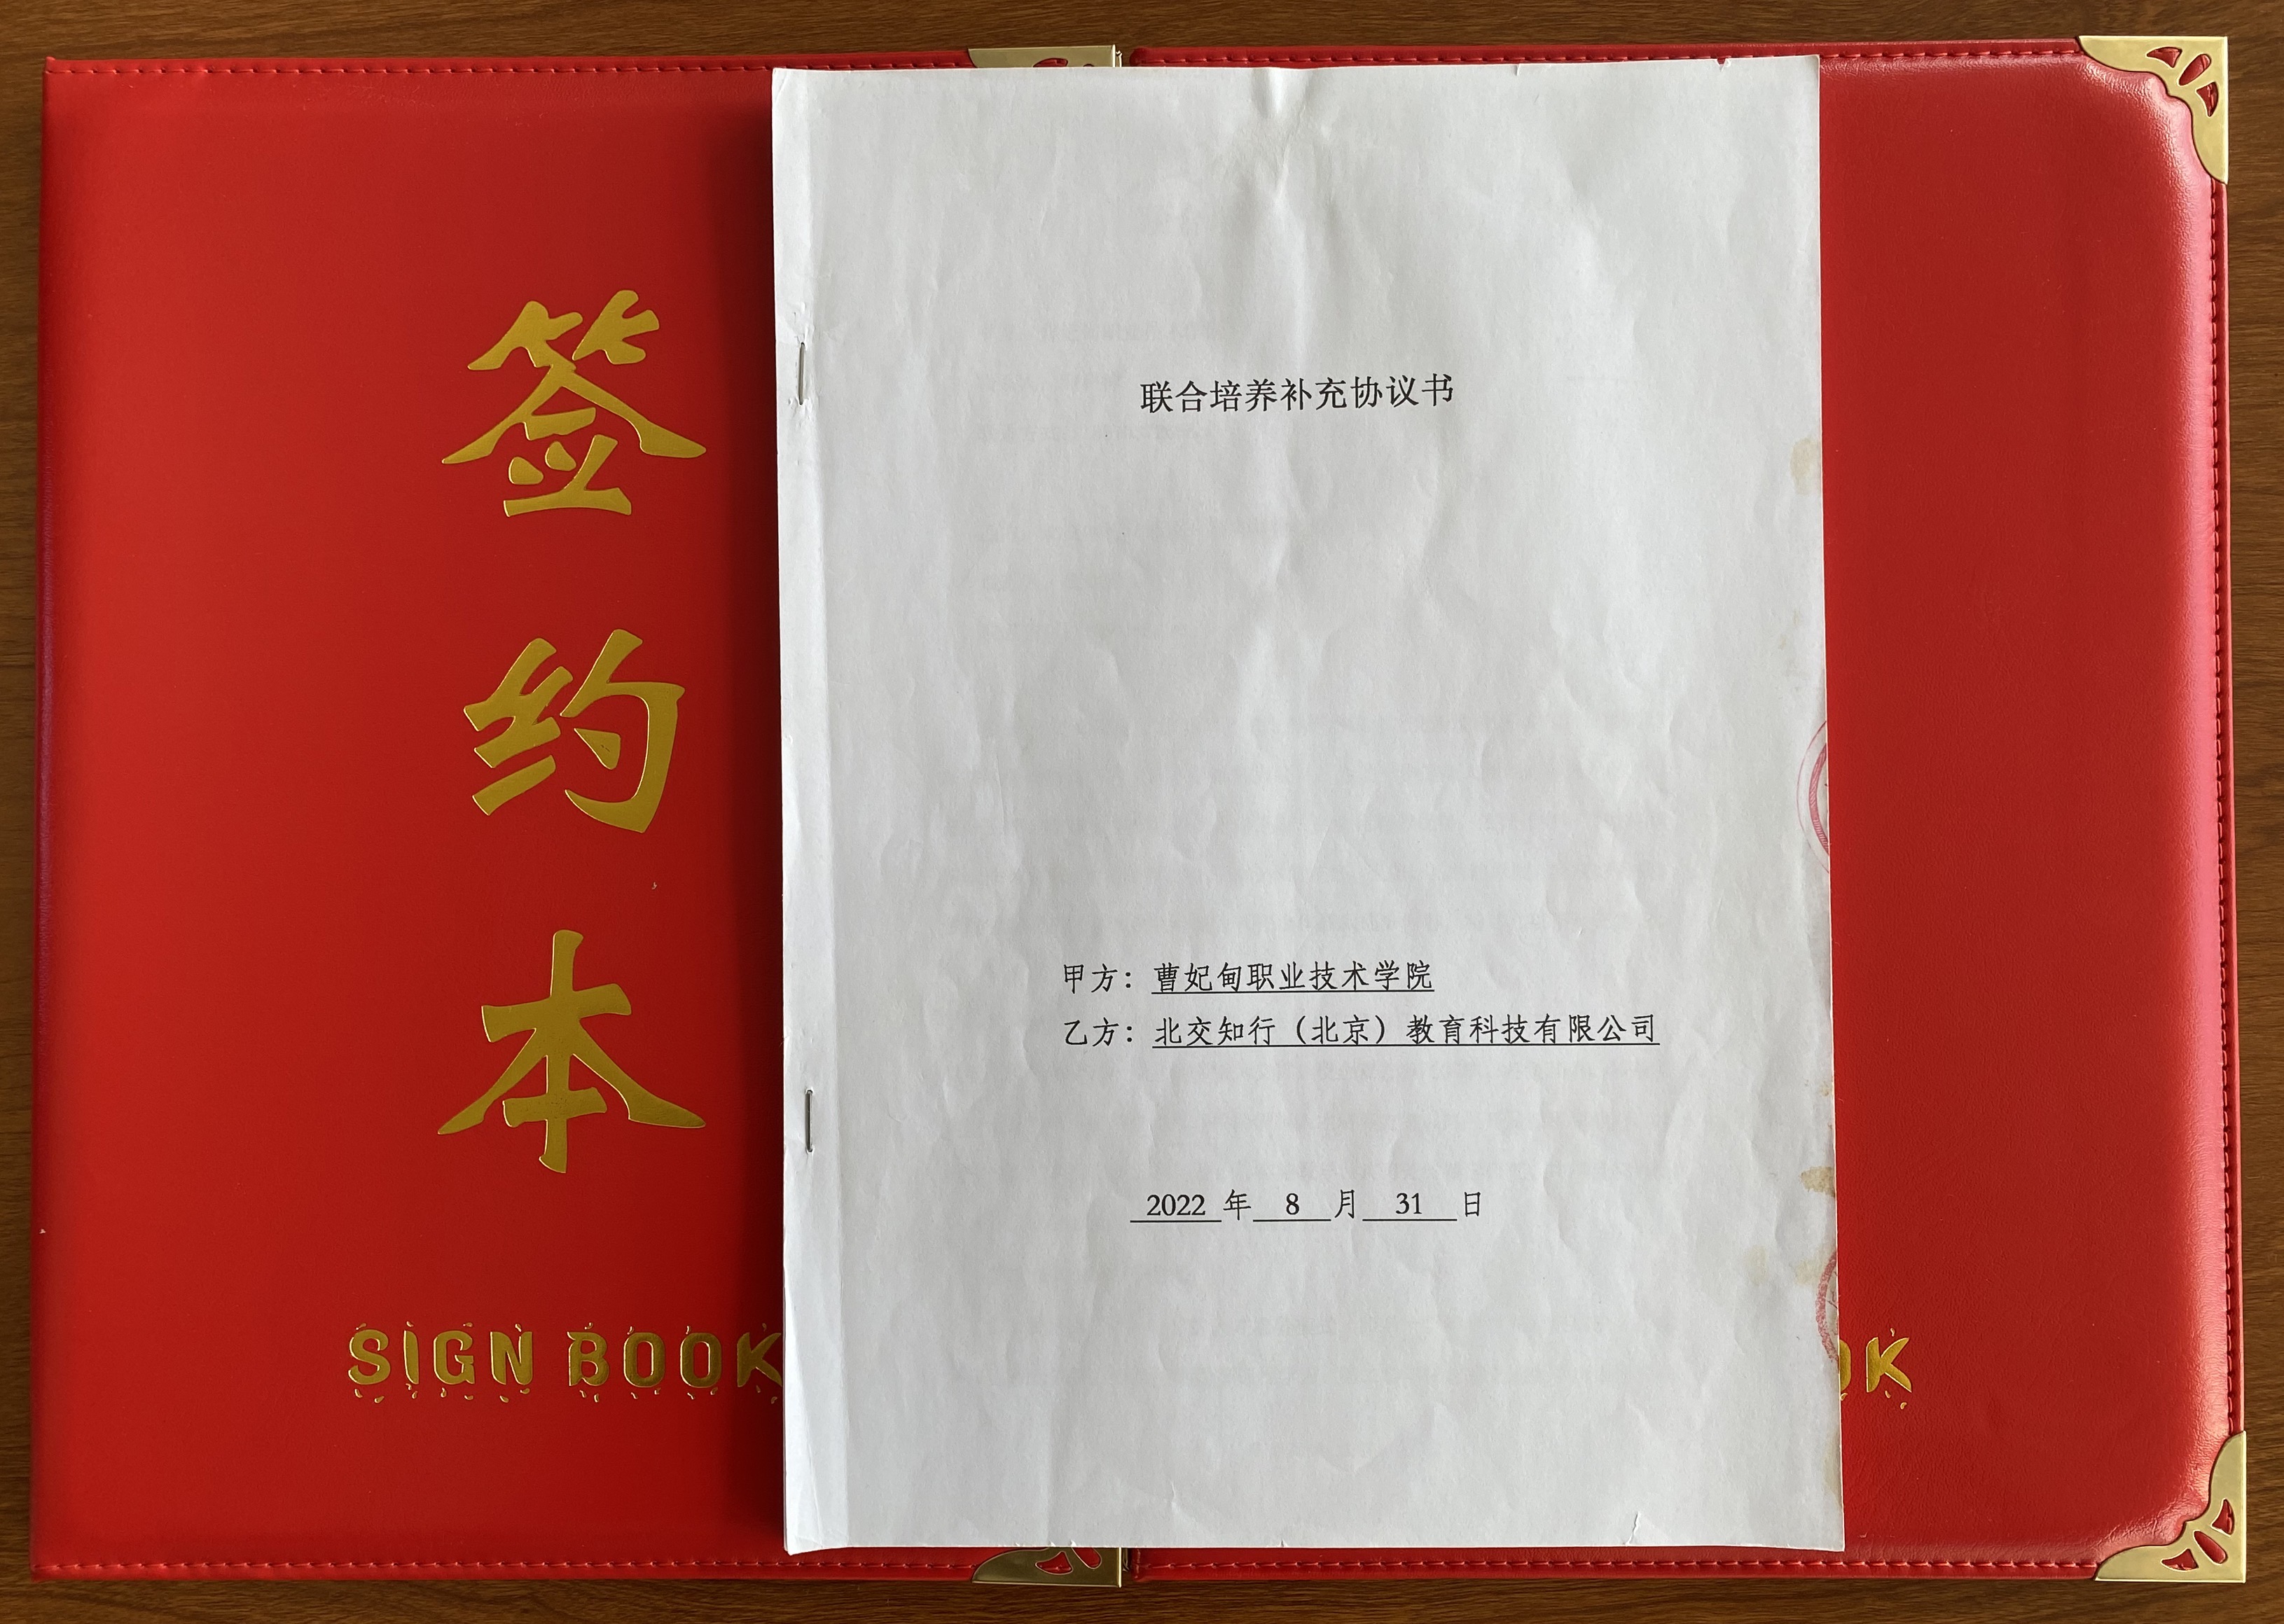 签
约
本
SIGN BOOK
联合培养补充协议书
甲方：曹妃甸职业技术学院
乙方：北交知行（北京）教育科技有限公司
2022 年 8 月 31 日
OK